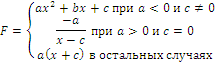 F = { ax² + bx + c при a < 0 и c ≠ 0
−a / (x − c) при a > 0 и c = 0
a(x + c) в остальных случаях